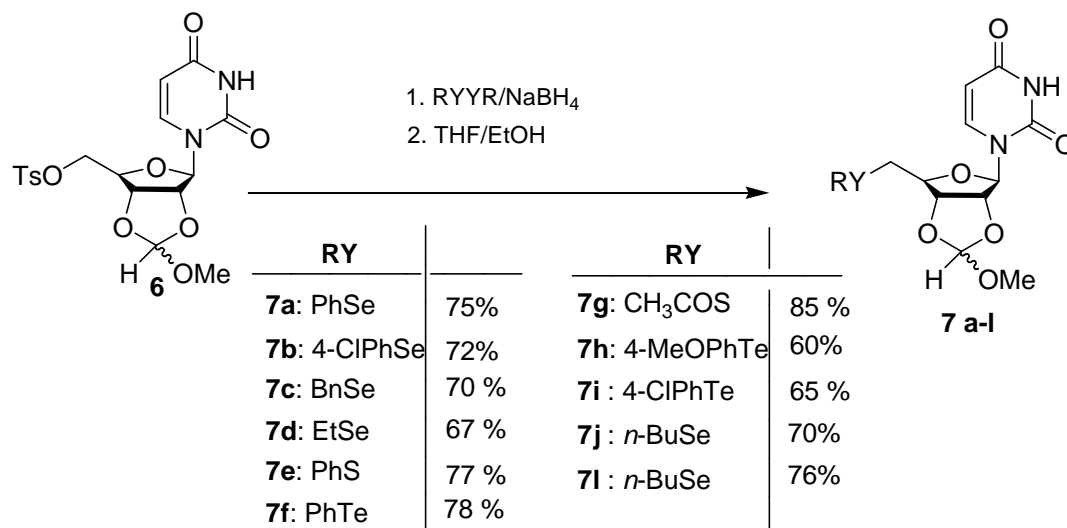 O
NH
N
O
TsO
O
O
O
H
OMe
6
1. RYYR/NaBH4
2. THF/EtOH
O
NH
N
O
RY
O
O
O
H
OMe
7 a-l
RY
7a: PhSe 75%
7b: 4-ClPhSe 72%
7c: BnSe 70 %
7d: EtSe 67 %
7e: PhS 77 %
7f: PhTe 78 %
RY
7g: CH3COS 85 %
7h: 4-MeOPhTe 60%
7i : 4-ClPhTe 65 %
7j : n-BuSe 70%
7l : n-BuSe 76%